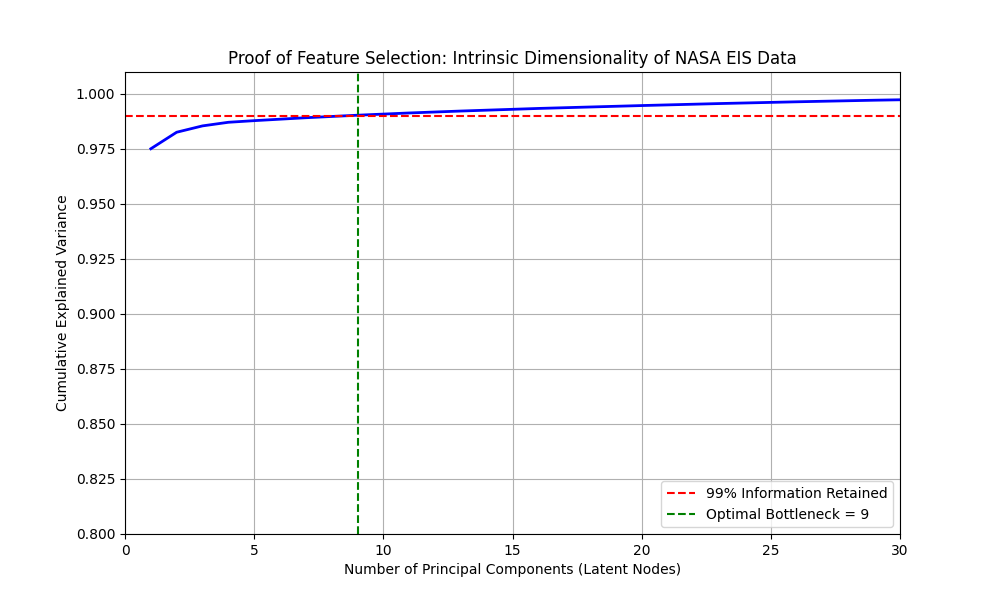 Proof of Feature Selection: Intrinsic Dimensionality of NASA EIS Data
Cumulative Explained Variance
1.000
0.975
0.950
0.925
0.900
0.875
0.850
0.825
0.800
99% Information Retained
Optimal Bottleneck = 9
0 5 10 15 20 25 30
Number of Principal Components (Latent Nodes)